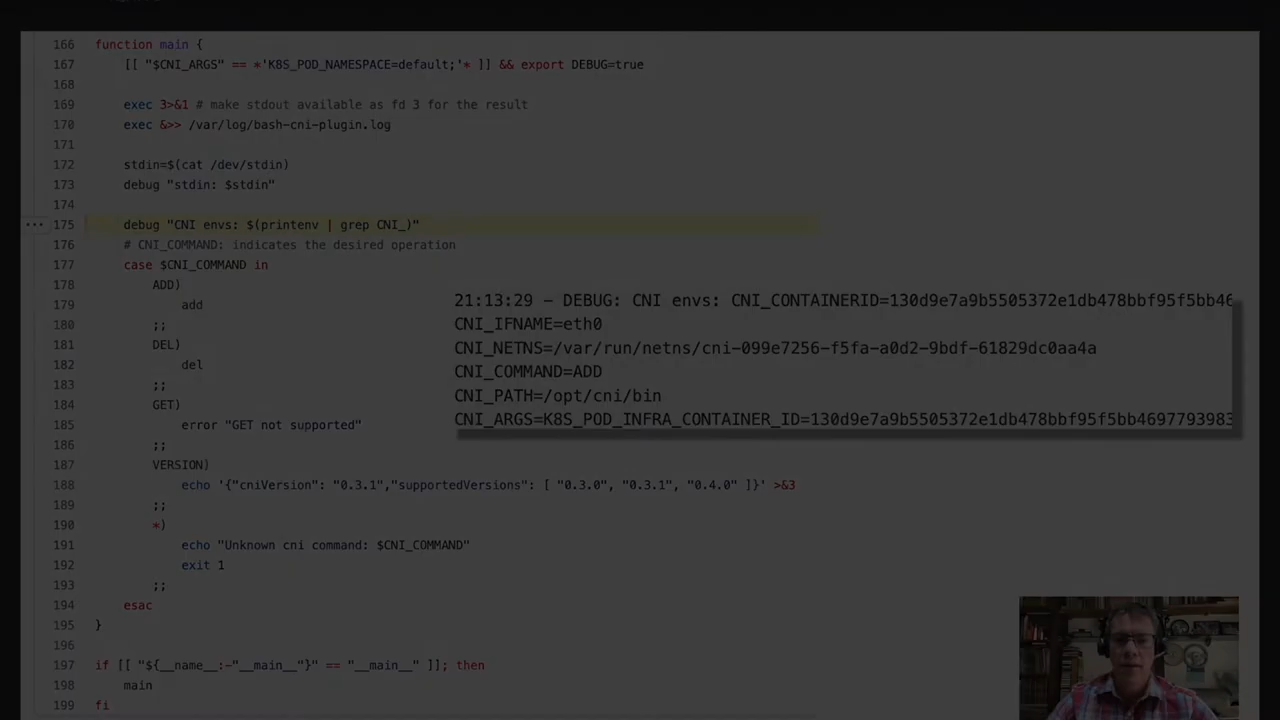 166 function main {
167 [[ "$CNI_ARGS" == *'K8S_POD_NAMESPACE=default;'* ]] && export DEBUG=true
168
169 exec 3>&1 # make stdout available as fd 3 for the result
170 exec &>> /var/log/bash-cni-plugin.log
171
172 stdin=$(cat /dev/stdin)
173 debug "stdin: $stdin"
174
175 debug "CNI envs: $(printenv | grep CNI_)"
176 # CNI_COMMAND: indicates the desired operation
177 case $CNI_COMMAND in
178 ADD)
179 add
180 ;;
181 DEL)
182 del
183 ;;
184 GET)
185 error "GET not supported"
186 ;;
187 VERSION)
188 echo '{"cniVersion": "0.3.1","supportedVersions": [ "0.3.0", "0.3.1", "0.4.0" ]}' >&3
189 ;;
190 *)
191 echo "Unknown cni command: $CNI_COMMAND"
192 exit 1
193 ;;
194 esac
195 }
196
197 if [[ "${__name__:-"__main__"}" == "__main__" ]]; then
198 main
199 fi
21:13:29 – DEBUG: CNI envs: CNI_CONTAINERID=130d9e7a9b5505372e1db478bbf95f5bb46
CNI_IFNAME=eth0
CNI_NETNS=/var/run/netns/cni-099e7256-f5fa-a0d2-9bdf-61829dc0aa4a
CNI_COMMAND=ADD
CNI_PATH=/opt/cni/bin
CNI_ARGS=K8S_POD_INFRA_CONTAINER_ID=130d9e7a9b5505372e1db478bbf95f5bb4697793983